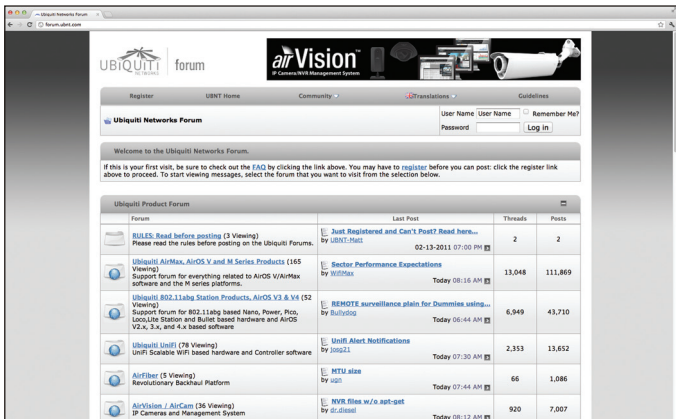 Ubiquiti Networks Forum
forum.ubnt.com
UBIQUITI NETWORKS forum
airVision™
IP Camera/NVR Management System
Register UBNT Home Community Translations Guidelines
Ubiquiti Networks Forum
User Name User Name Remember Me?
Password Log in
Welcome to the Ubiquiti Networks Forum.
If this is your first visit, be sure to check out the FAQ by clicking the link above. You may have to register before you can post: click the register link
above to proceed. To start viewing messages, select the forum that you want to visit from the selection below.
Ubiquiti Product Forum
Forum Last Post Threads Posts
RULES: Read before posting (3 Viewing)
Please read the rules before posting on the Ubiquiti Forums.
Just Registered and Can't Post? Read here...
by UBNT-Matt
02-13-2011 07:00 PM
2 2
Ubiquiti AirMax, AirOS V and M Series Products (165
Viewing)
Support forum for everything related to AirOS V/AirMax
software and the M series platforms.
Sector Performance Expectations
by WifiMax
Today 08:16 AM
13,048 111,869
Ubiquiti 802.11abg Station Products, AirOS V3 & V4 (52
Viewing)
Support forum for 802.11abg based Nano, Power, Pico,
Loco,Lite Station and Bullet based hardware and AirOS
V2.x, 3.x, and 4.x based software
REMOTE surveillance plain for Dummies using...
by Bullydog
Today 06:44 AM
6,949 43,710
Ubiquiti UniFi (78 Viewing)
UniFi Scalable WiFi based hardware and Controller software
Unifi Alert Notifications
by josg21
Today 07:30 AM
2,353 13,652
AirFiber (5 Viewing)
Revolutionary Backhaul Platform
MTU size
by ugn
Today 07:44 AM
66 1,086
AirVision / AirCam (36 Viewing)
IP Cameras and Management System
NVR files w/o apt-get
by dr.diesel
Today 08:12 AM
920 7,007